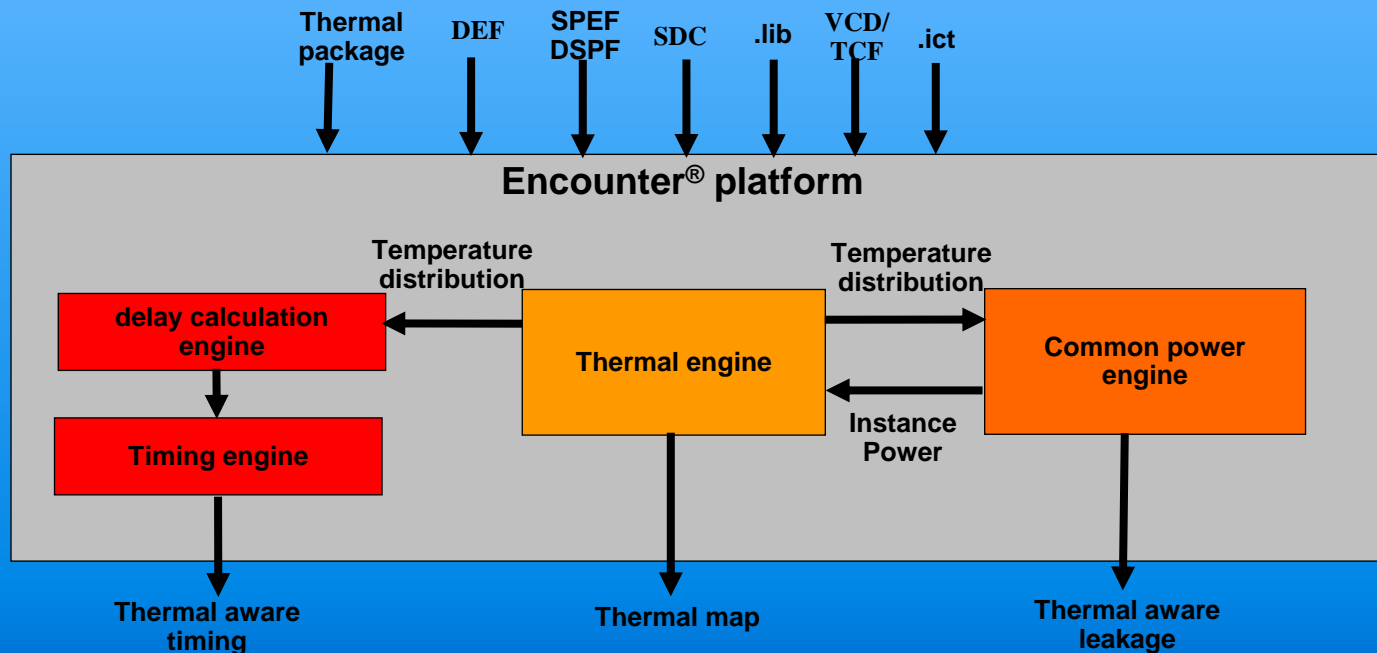 Thermal
package
DEF
SPEF
DSPF
SDC
.lib
VCD/
TCF
.ict
Encounter® platform
Temperature
distribution
Temperature
distribution
delay calculation
engine
Thermal engine
Common power
engine
Instance
Power
Timing engine
Thermal aware
timing
Thermal map
Thermal aware
leakage